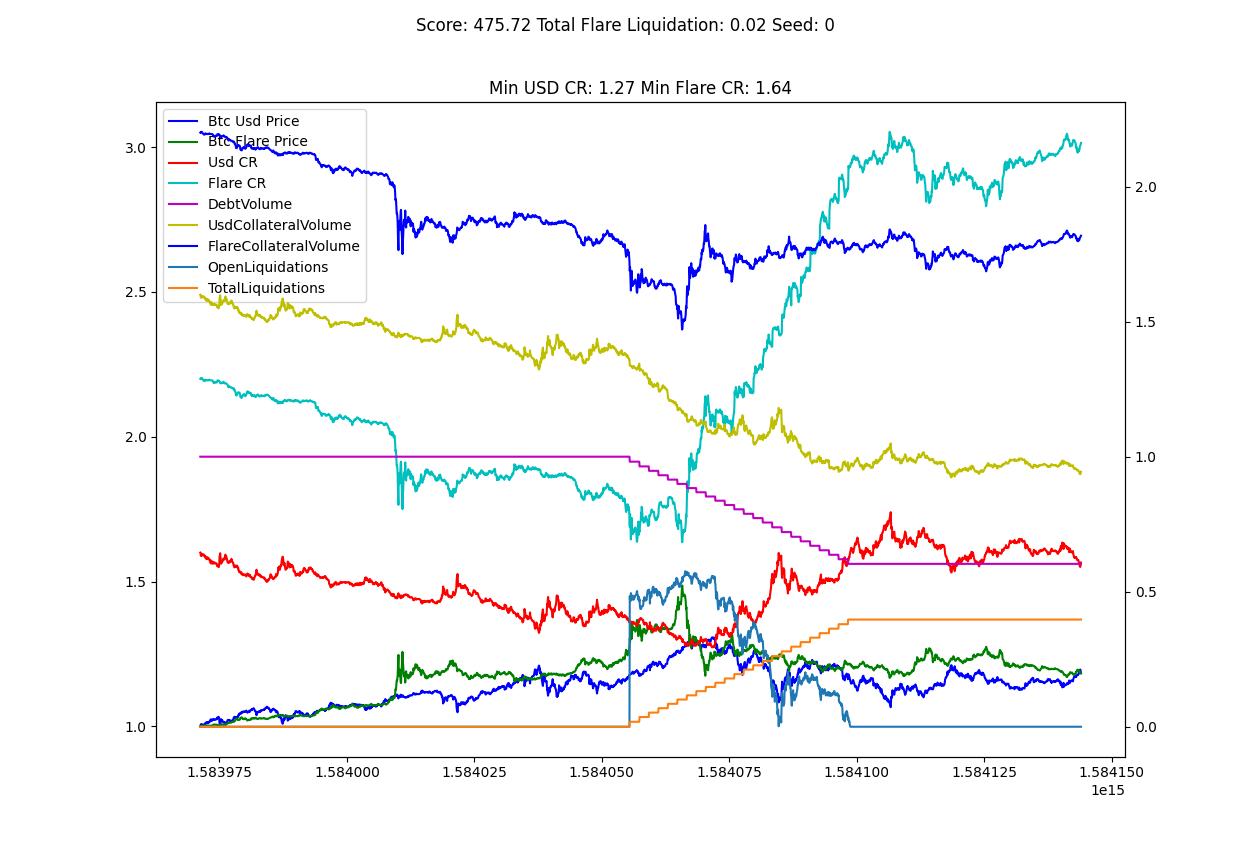 Score: 475.72 Total Flare Liquidation: 0.02 Seed: 0
Min USD CR: 1.27 Min Flare CR: 1.64
Btc Usd Price
Btc Flare Price
Usd CR
Flare CR
DebtVolume
UsdCollateralVolume
FlareCollateralVolume
OpenLiquidations
TotalLiquidations
3.0
2.5
2.0
1.5
1.0
2.0
1.5
1.0
0.5
0.0
1.583975 1.584000 1.584025 1.584050 1.584075 1.584100 1.584125 1.584150
1e15